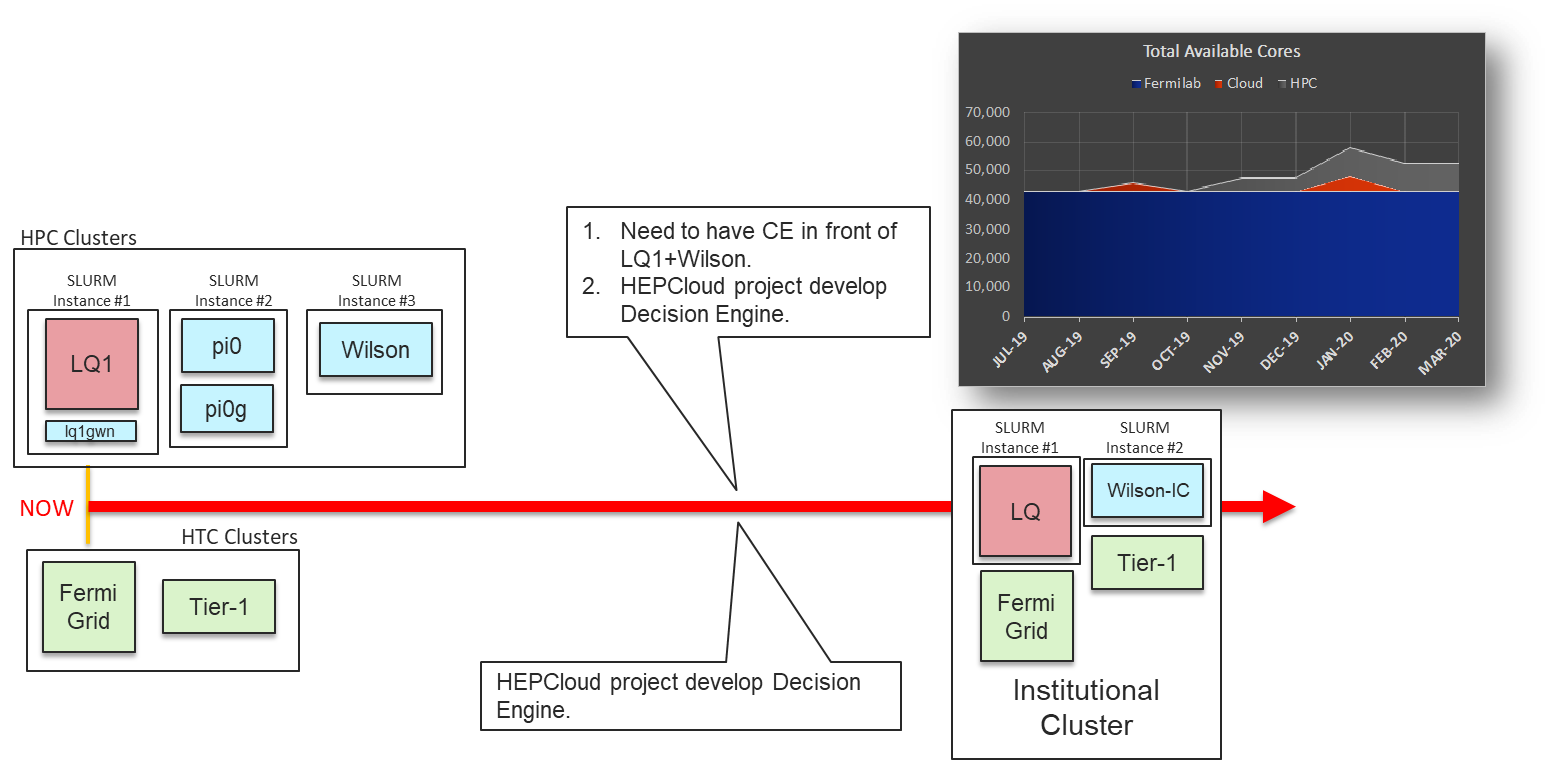 Total Available Cores
Fermilab Cloud HPC
70,000
60,000
50,000
40,000
30,000
20,000
10,000
0
JUL-19 AUG-19 SEP-19 OCT-19 NOV-19 DEC-19 JAN-20 FEB-20 MAR-20
HPC Clusters
SLURM
Instance #1
LQ1
lq1gwn
SLURM
Instance #2
pi0
pi0g
SLURM
Instance #3
Wilson
1. Need to have CE in front of
LQ1+Wilson.
2. HEPCloud project develop
Decision Engine.
NOW
HTC Clusters
Fermi
Grid
Tier-1
HEPCloud project develop Decision
Engine.
SLURM
Instance #1
LQ
SLURM
Instance #2
Wilson-IC
Tier-1
Fermi
Grid
Institutional
Cluster